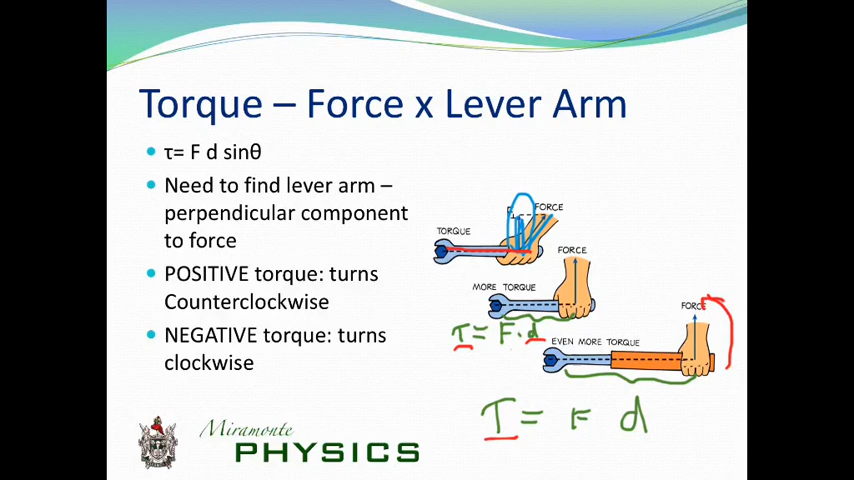 Torque – Force x Lever Arm
• τ= F d sinθ
• Need to find lever arm –
perpendicular component
to force
• POSITIVE torque: turns
Counterclockwise
• NEGATIVE torque: turns
clockwise
FORCE
TORQUE
FORCE
MORE TORQUE
τ = F · d
FORCE
EVEN MORE TORQUE
τ = F d
Miramonte
PHYSICS